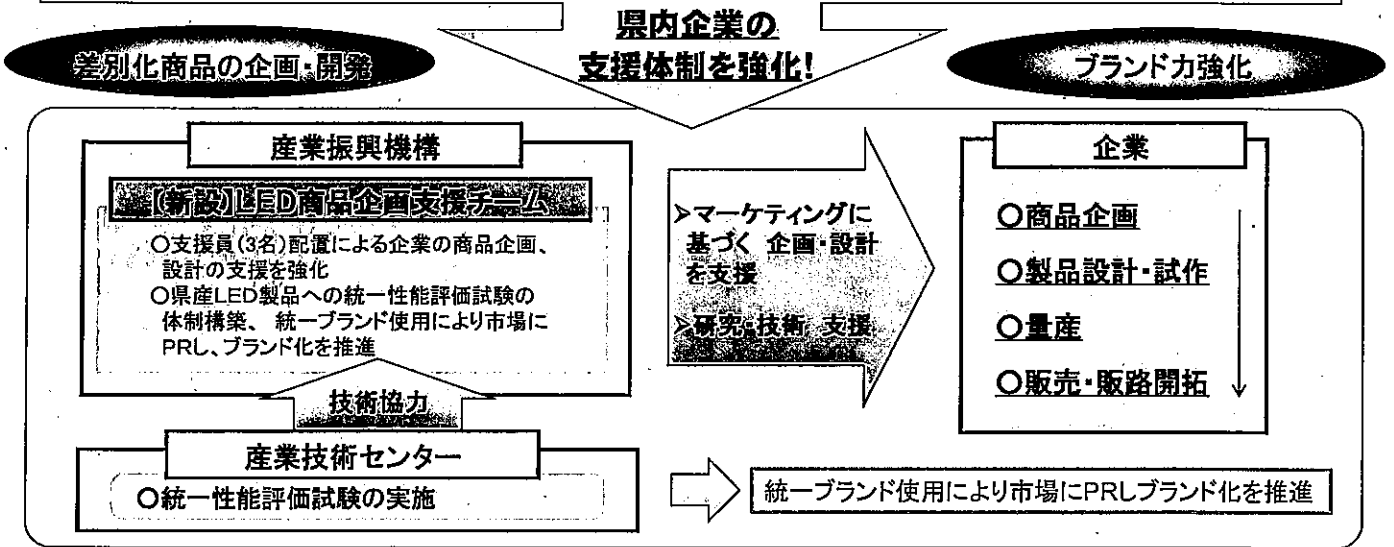 県内企業の
支援体制を強化!
差別化商品の企画・開発
ブランド力強化
産業振興機構
【新設】LED商品企画支援チーム
○支援員(3名)配置による企業の商品企画、
設計の支援を強化
○県産LED製品への統一性能評価試験の
体制構築、統一ブランド使用により市場に
PRし、ブランド化を推進
技術協力
産業技術センター
○統一性能評価試験の実施
➢マーケティングに
基づく 企画・設計
を支援
➢研究・技術 支援
企業
○商品企画
○製品設計・試作
○量産
○販売・販路開拓
統一ブランド使用により市場にPRしブランド化を推進